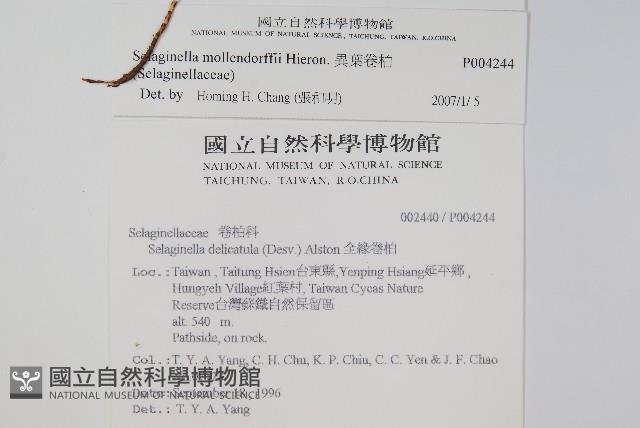 國立自然科學博物館
NATIONAL MUSEUM OF NATURAL SCIENCE, TAICHUNG, TAIWAN, R.O.CHINA
Selaginella mollendorffii Hieron. 異葉卷柏 P004244
(Selaginellaceae)
Det. by Homing H. Chang (張和明) 2007/1/5
國立自然科學博物館
NATIONAL MUSEUM OF NATURAL SCIENCE
TAICHUNG, TAIWAN, R.O.CHINA
002440 / P004244
Selaginellaceae 卷柏科
Selaginella delicatula (Desv.) Alston 全緣卷柏
Loc.:Taiwan , Taitung Hsien台東縣,Yenping Hsiang延平鄉,
Hungyeh Village紅葉村, Taiwan Cycas Nature
Reserve台灣蘇鐵自然保留區
alt. 540 m.
Pathside, on rock.
Col.:T. Y. A. Yang, C. H. Chu, K. P. Chiu, C. C. Yen & J. F. Chao
國立自然科學博物館
Date: September 18, 1996
NATIONAL MUSEUM OF NATURAL SCIENCE
Det.: T. Y. A. Yang